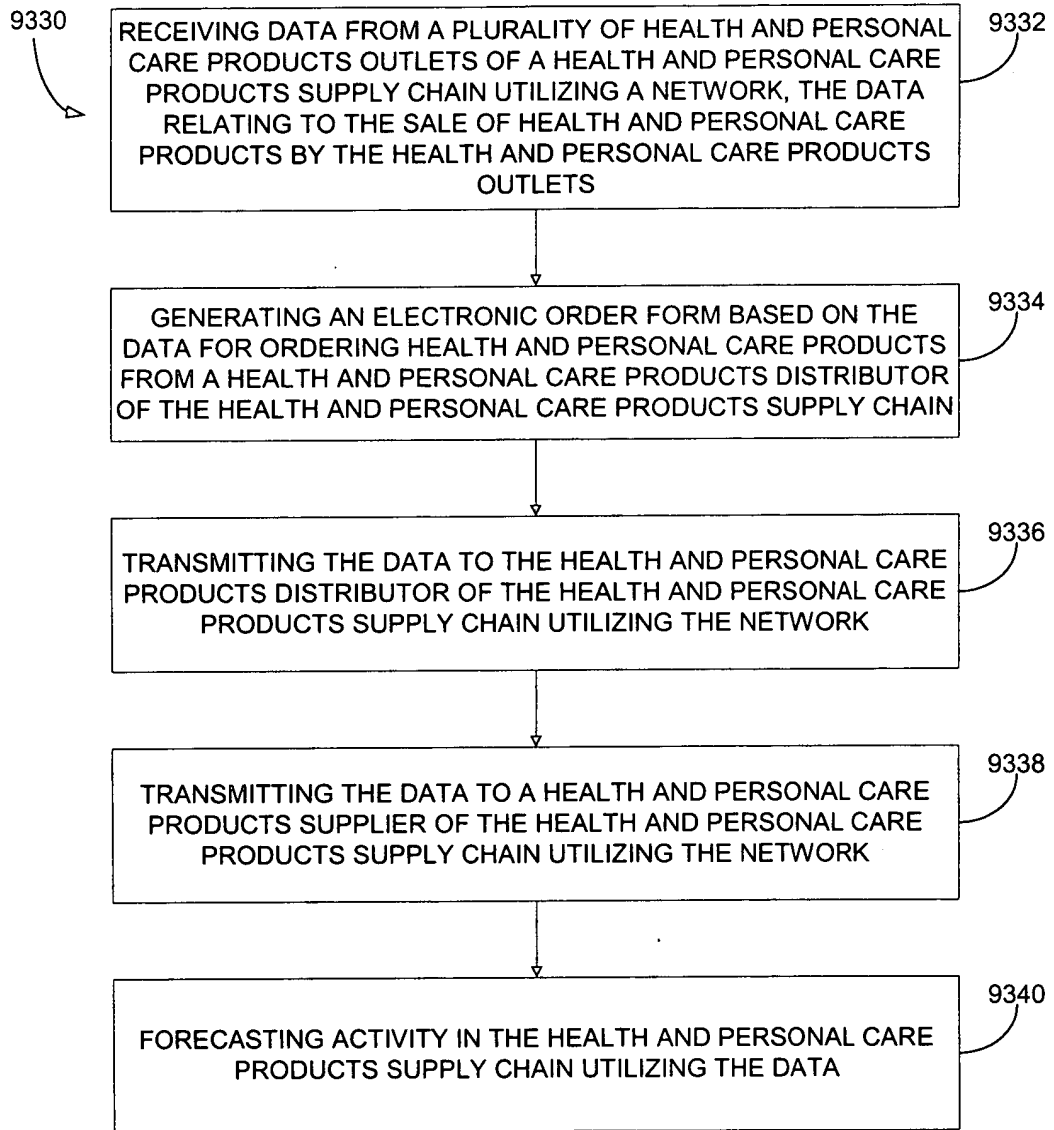 9330
RECEIVING DATA FROM A PLURALITY OF HEALTH AND PERSONAL
CARE PRODUCTS OUTLETS OF A HEALTH AND PERSONAL CARE
PRODUCTS SUPPLY CHAIN UTILIZING A NETWORK, THE DATA
RELATING TO THE SALE OF HEALTH AND PERSONAL CARE
PRODUCTS BY THE HEALTH AND PERSONAL CARE PRODUCTS
OUTLETS
9332
GENERATING AN ELECTRONIC ORDER FORM BASED ON THE
DATA FOR ORDERING HEALTH AND PERSONAL CARE PRODUCTS
FROM A HEALTH AND PERSONAL CARE PRODUCTS DISTRIBUTOR
OF THE HEALTH AND PERSONAL CARE PRODUCTS SUPPLY CHAIN
9334
TRANSMITTING THE DATA TO THE HEALTH AND PERSONAL CARE
PRODUCTS DISTRIBUTOR OF THE HEALTH AND PERSONAL CARE
PRODUCTS SUPPLY CHAIN UTILIZING THE NETWORK
9336
TRANSMITTING THE DATA TO A HEALTH AND PERSONAL CARE
PRODUCTS SUPPLIER OF THE HEALTH AND PERSONAL CARE
PRODUCTS SUPPLY CHAIN UTILIZING THE NETWORK
9338
FORECASTING ACTIVITY IN THE HEALTH AND PERSONAL CARE
PRODUCTS SUPPLY CHAIN UTILIZING THE DATA
9340